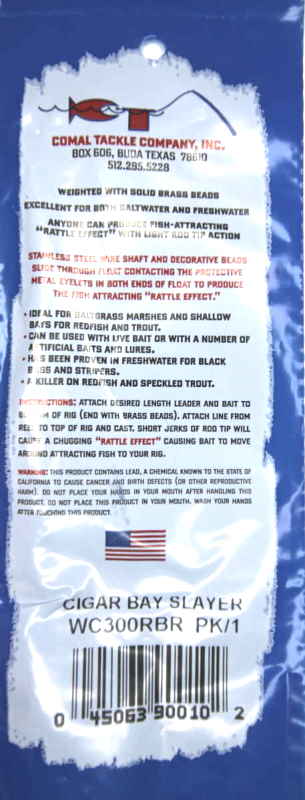 COMAL TACKLE COMPANY, INC.
BOX 606, BUDA TEXAS 78610
512.295.5228
WEIGHTED WITH SOLID BRASS BEADS
EXCELLENT FOR BOTH SALTWATER AND FRESHWATER
ANYONE CAN PRODUCE FISH-ATTRACTING
"RATTLE EFFECT" WITH LIGHT ROD TIP ACTION
STAINLESS STEEL WIRE SHAFT AND DECORATIVE BEADS
SLIDE THROUGH FLOAT CONTACTING THE PROTECTIVE
METAL EYELETS IN BOTH ENDS OF FLOAT TO PRODUCE
THE FISH ATTRACTING "RATTLE EFFECT."
• IDEAL FOR SALTGRASS MARSHES AND SHALLOW
BAYS FOR REDFISH AND TROUT.
• CAN BE USED WITH LIVE BAIT OR WITH A NUMBER OF
ARTIFICIAL BAITS AND LURES.
• HAS BEEN PROVEN IN FRESHWATER FOR BLACK
BASS AND STRIPERS.
• A KILLER ON REDFISH AND SPECKLED TROUT.
INSTRUCTIONS: ATTACH DESIRED LENGTH LEADER AND BAIT TO
BOTTOM OF RIG (END WITH BRASS BEADS). ATTACH LINE FROM
REEL TO TOP OF RIG AND CAST. SHORT JERKS OF ROD TIP WILL
CAUSE A CHUGGING "RATTLE EFFECT" CAUSING BAIT TO MOVE
AROUND ATTRACTING FISH TO YOUR RIG.
WARNING: THIS PRODUCT CONTAINS LEAD, A CHEMICAL KNOWN TO THE STATE OF
CALIFORNIA TO CAUSE CANCER AND BIRTH DEFECTS (OR OTHER REPRODUCTIVE
HARM). DO NOT PLACE YOUR HANDS IN YOUR MOUTH AFTER HANDLING THIS
PRODUCT. DO NOT PLACE THIS PRODUCT IN YOUR MOUTH. WASH YOUR HANDS
AFTER TOUCHING THIS PRODUCT.
CIGAR BAY SLAYER
WC300RBR PK/1
0 45063 90010 2